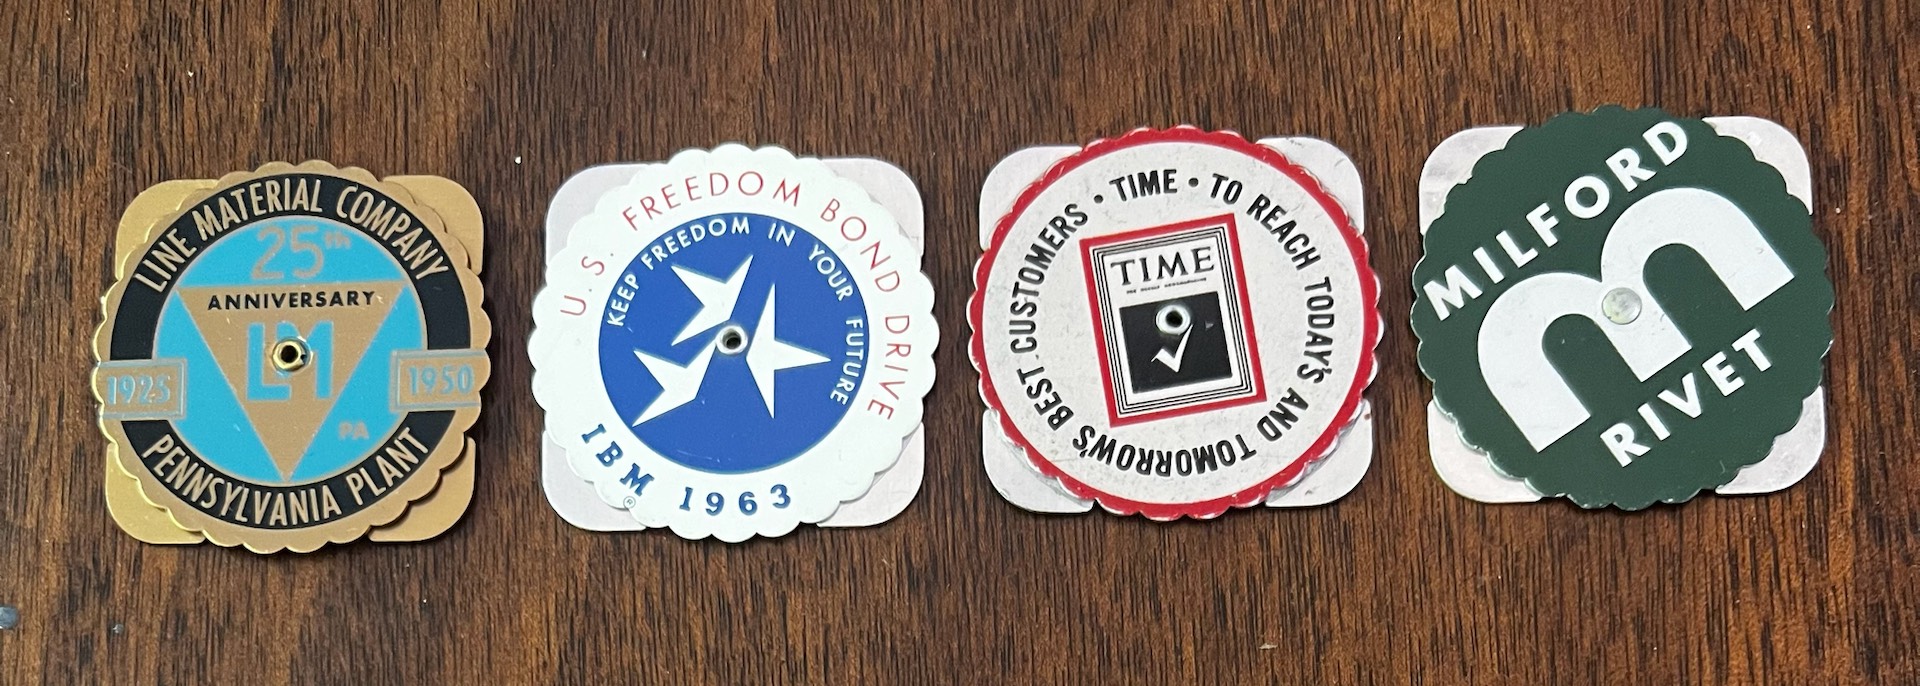 LINE MATERIAL COMPANY
25th
ANNIVERSARY
LM
1925
1950
PA
PENNSYLVANIA PLANT
U.S. FREEDOM BOND DRIVE
KEEP FREEDOM IN YOUR FUTURE
IBM® 1963
• TIME • TO REACH TODAY'S AND TOMORROW'S BEST CUSTOMERS
TIME
MILFORD
m
RIVET